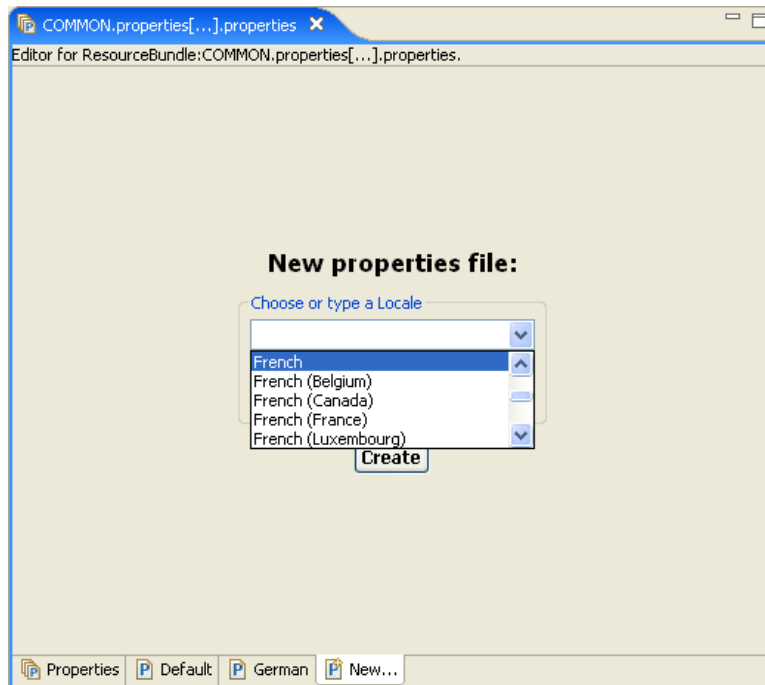 COMMON.properties[...].properties
Editor for ResourceBundle:COMMON.properties[...].properties.
New properties file:
Choose or type a Locale
French
French (Belgium)
French (Canada)
French (France)
French (Luxembourg)
Create
Properties Default German New...